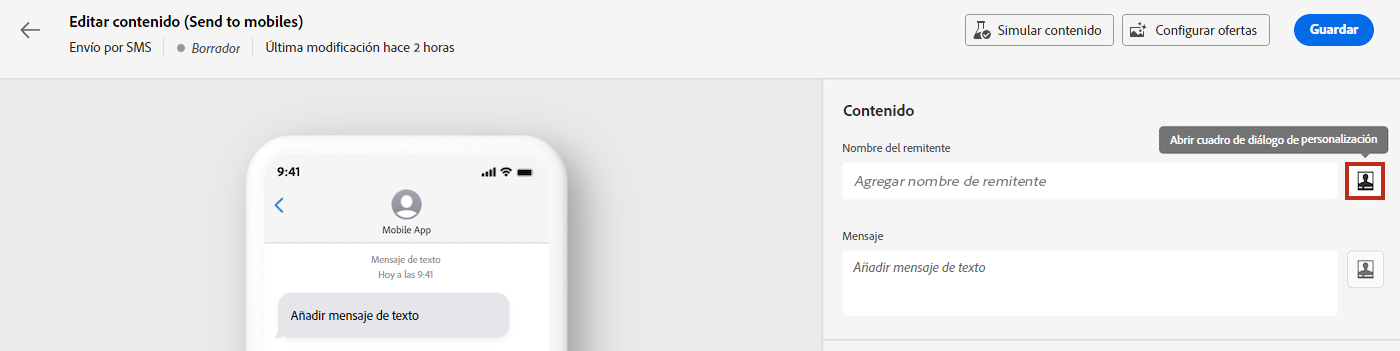 Editar contenido (Send to mobiles)
Envío por SMS
Borrador
Última modificación hace 2 horas
Simular contenido
Configurar ofertas
Guardar
9:41
Mobile App
Mensaje de texto
Hoy a las 9:41
Añadir mensaje de texto
Contenido
Abrir cuadro de diálogo de personalización
Nombre del remitente
Agregar nombre de remitente
Mensaje
Añadir mensaje de texto